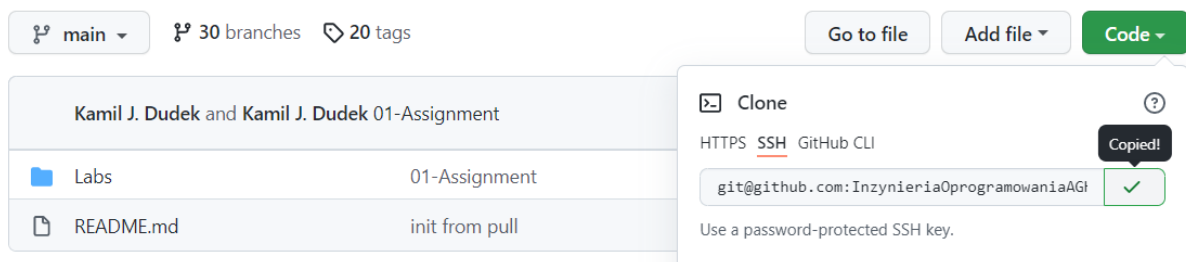 main 30 branches 20 tags Go to file Add file Code
Kamil J. Dudek and Kamil J. Dudek 01-Assignment
Clone
HTTPS SSH GitHub CLI Copied!
Labs 01-Assignment
git@github.com:InzynieriaOprogramowaniaAGH
README.md init from pull
Use a password-protected SSH key.